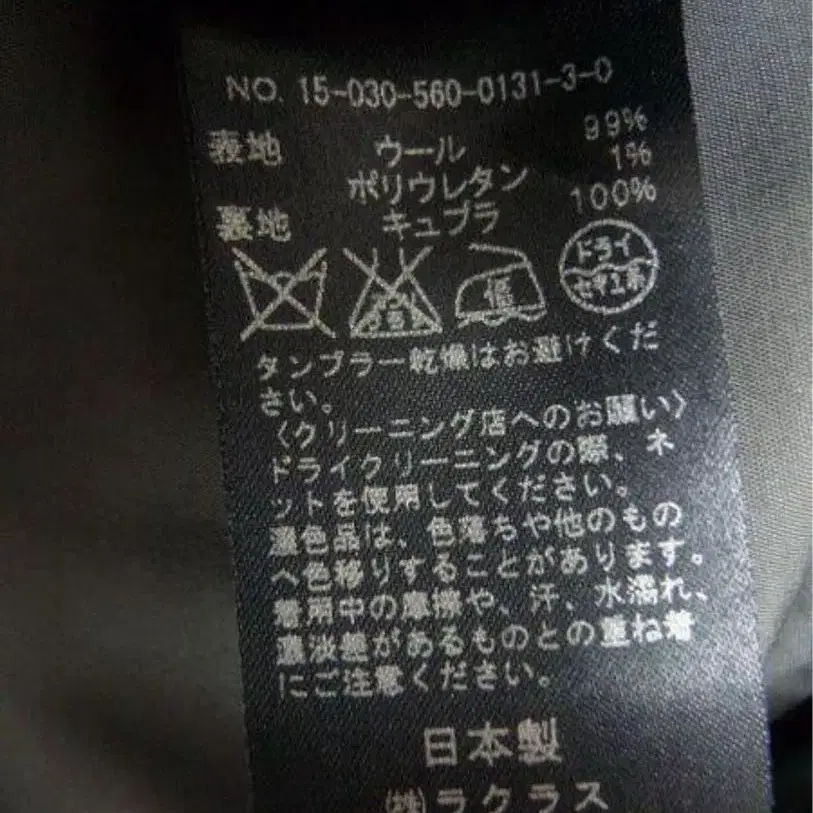 NO. 15-030-560-0131-3-0
表地 ウール 99%
ポリウレタン 1%
裏地 キュプラ 100%
エンソサラシ
低
ドライ
セキユ系
タンブラー乾燥はお避けくだ
さい。
〈クリーニング店へのお願い〉
ドライクリーニングの際、ネ
ットを使用してください。
濃色品は、色落ちや他のもの
へ色移りすることがあります。
着用中の摩擦や、汗、水濡れ、
濃淡差があるものとの重ね着
にご注意ください。
日本製
(株)ラクラス